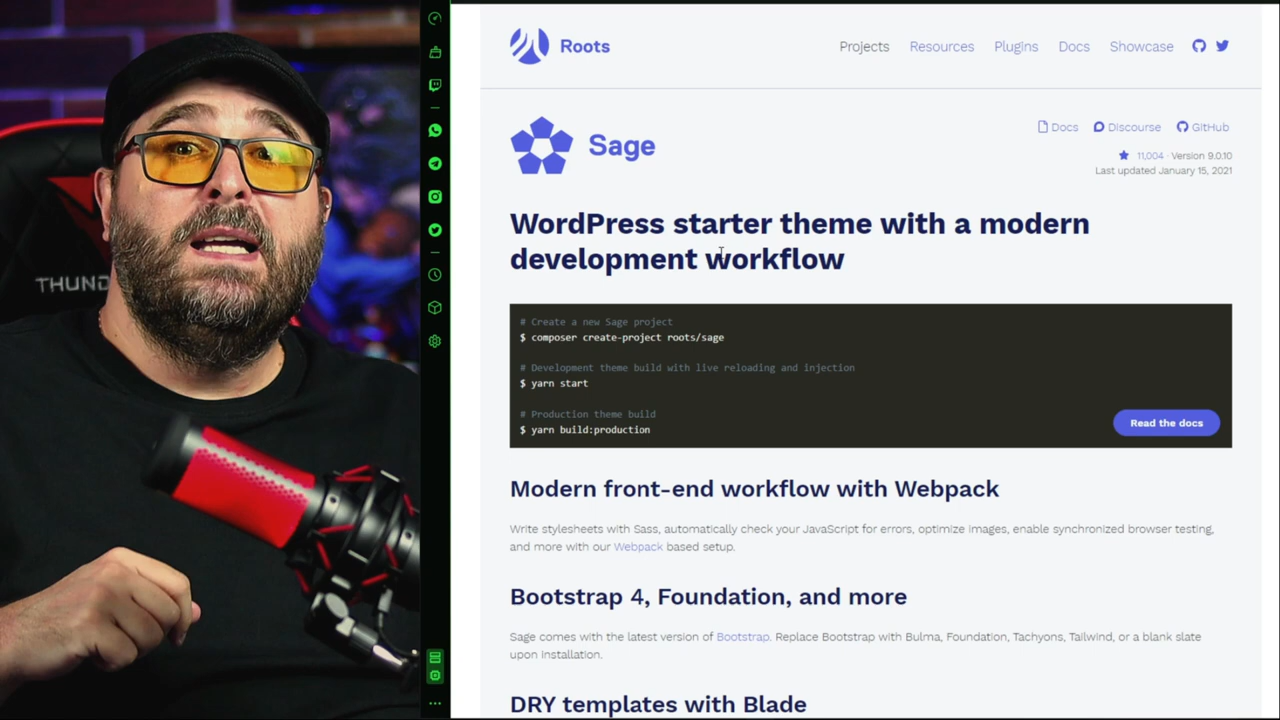 THUND
Roots
Projects Resources Plugins Docs Showcase
Sage
Docs Discourse GitHub
11,004 · Version 9.0.10
Last updated January 15, 2021
WordPress starter theme with a modern
development workflow
# Create a new Sage project
$ composer create-project roots/sage
# Development theme build with live reloading and injection
$ yarn start
# Production theme build
$ yarn build:production
Read the docs
Modern front-end workflow with Webpack
Write stylesheets with Sass, automatically check your JavaScript for errors, optimize images, enable synchronized browser testing,
and more with our Webpack based setup.
Bootstrap 4, Foundation, and more
Sage comes with the latest version of Bootstrap. Replace Bootstrap with Bulma, Foundation, Tachyons, Tailwind, or a blank slate
upon installation.
DRY templates with Blade